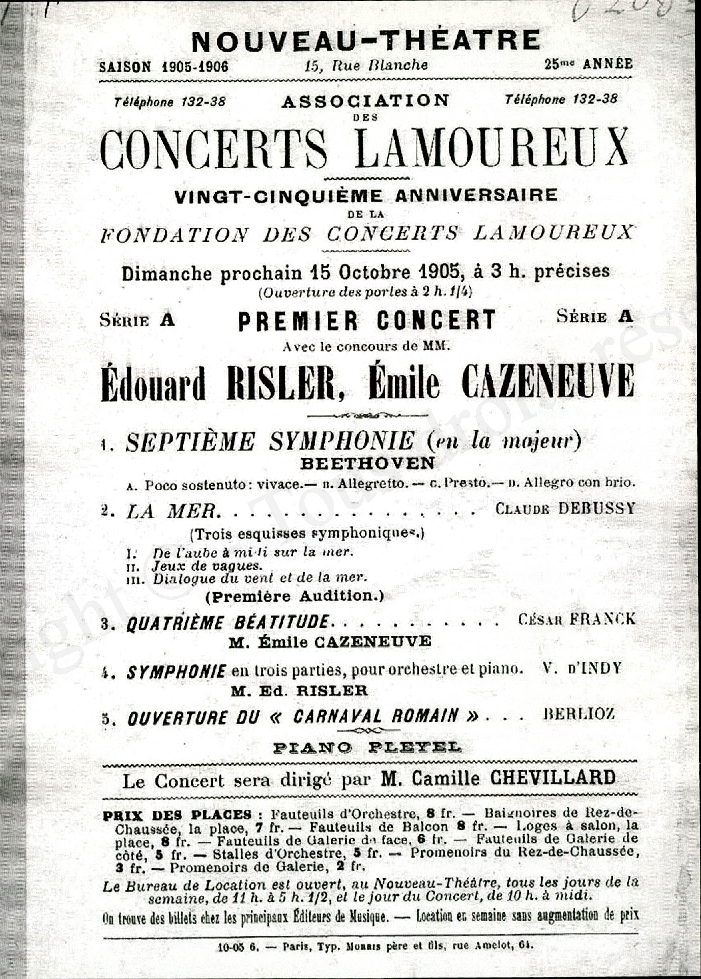 NOUVEAU-THÉATRE
SAISON 1905-1906 15, Rue Blanche 25me ANNÉE
Téléphone 132-38 ASSOCIATION Téléphone 132-38
DES
CONCERTS LAMOUREUX
VINGT-CINQUIÈME ANNIVERSAIRE
DE LA
FONDATION DES CONCERTS LAMOUREUX
Dimanche prochain 15 Octobre 1905, à 3 h. précises
(Ouverture des portes à 2 h. 1/4)
SÉRIE A PREMIER CONCERT SÉRIE A
Avec le concours de MM.
Édouard RISLER, Émile CAZENEUVE
1. SEPTIÈME SYMPHONIE (en la majeur)
BEETHOVEN
A. Poco sostenuto: vivace.— B. Allegretto. — C. Presto.— D. Allegro con brio.
2. LA MER. . . . . . . . . . . . . . . . . CLAUDE DEBUSSY
(Trois esquisses symphoniques.)
I. De l'aube à midi sur la mer.
II. Jeux de vagues.
III. Dialogue du vent et de la mer.
(Première Audition.)
3. QUATRIÈME BÉATITUDE. . . . . . . . . . . CÉSAR FRANCK
M. Émile CAZENEUVE
4. SYMPHONIE en trois parties, pour orchestre et piano. V. D'INDY
M. Ed. RISLER
5. OUVERTURE DU « CARNAVAL ROMAIN » . . . BERLIOZ
PIANO PLEYEL
Le Concert sera dirigé par M. Camille CHEVILLARD
PRIX DES PLACES : Fauteuils d'Orchestre, 8 fr. — Baignoires de Rez-de-
Chaussée, la place, 7 fr. — Fauteuils de Balcon 8 fr. — Loges à salon, la
place, 8 fr. — Fauteuils de Galerie de face, 6 fr. — Fauteuils de Galerie de
côté, 5 fr. — Stalles d'Orchestre, 5 fr. — Promenoirs du Rez-de-Chaussée,
3 fr. — Promenoirs de Galerie, 2 fr.
Le Bureau de Location est ouvert, au Nouveau-Théâtre, tous les jours de la
semaine, de 11 h. à 5 h. 1/2, et le jour du Concert, de 10 h. à midi.
On trouve des billets chez les principaux Éditeurs de Musique. — Location en semaine sans augmentation de prix
10-05 6. — Paris, Typ. MORRIS père et fils, rue Amelot, 64.